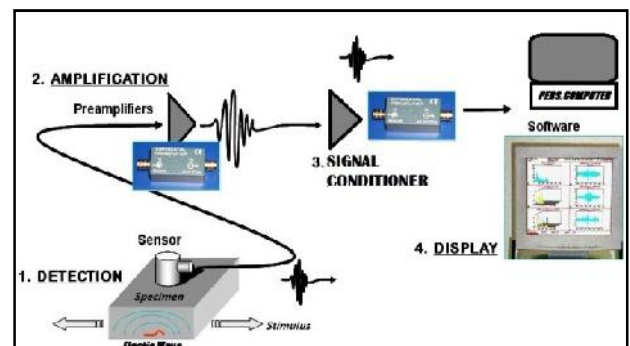 2. AMPLIFICATION
Preamplifiers
PERS. COMPUTER
Software
3. SIGNAL
CONDITIONER
Sensor
4. DISPLAY
1. DETECTION
Specimen
Stimulus
Elastic Wave